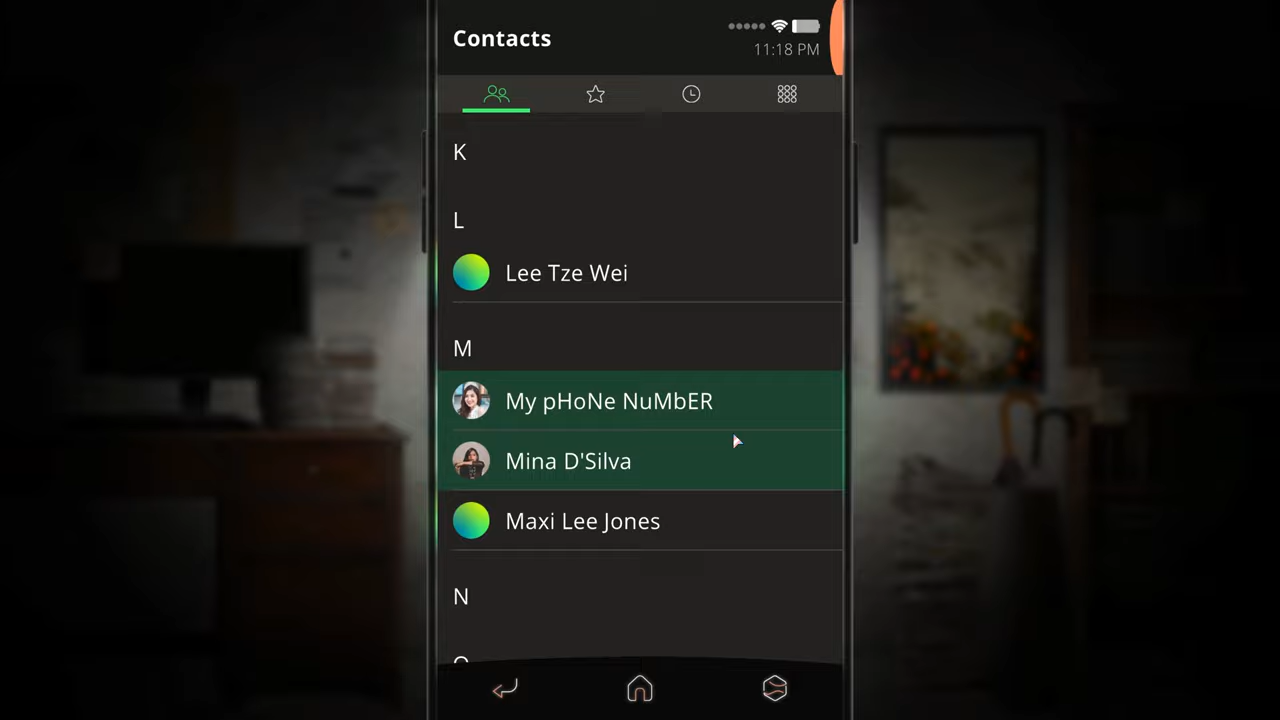 Contacts
11:18 PM
K
L
Lee Tze Wei
M
My pHoNe NuMbER
Mina D'Silva
Maxi Lee Jones
N